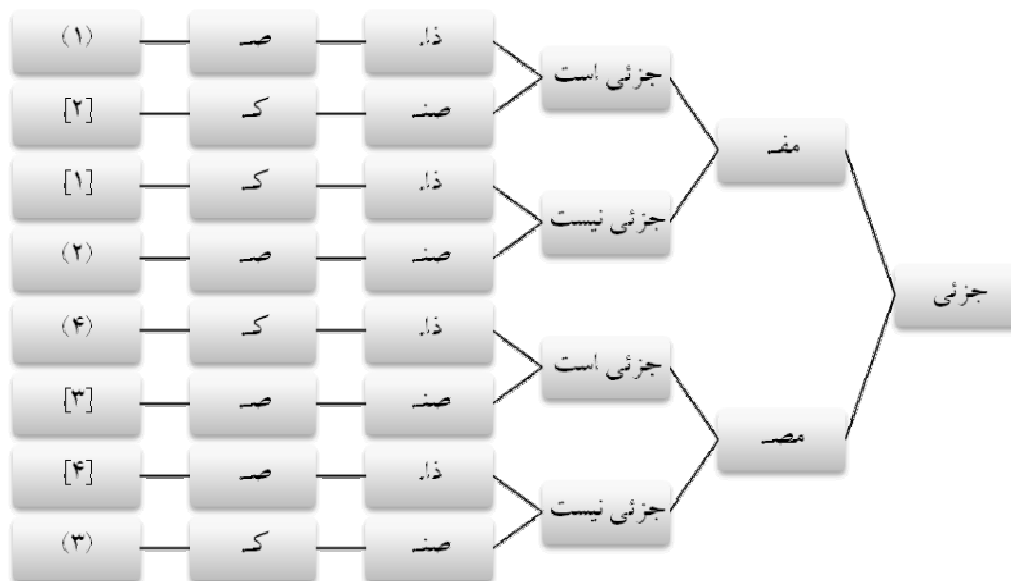 ذا. صـ (۱)
جزئی است
صنـ کـ [۲]
مفـ
ذا. کـ [۱]
جزئی نیست
صنـ صـ (۲)
جزئی
ذا. کـ (۴)
جزئی است
صنـ صـ [۳]
مصـ
ذا. صـ [۴]
جزئی نیست
صنـ کـ (۳)